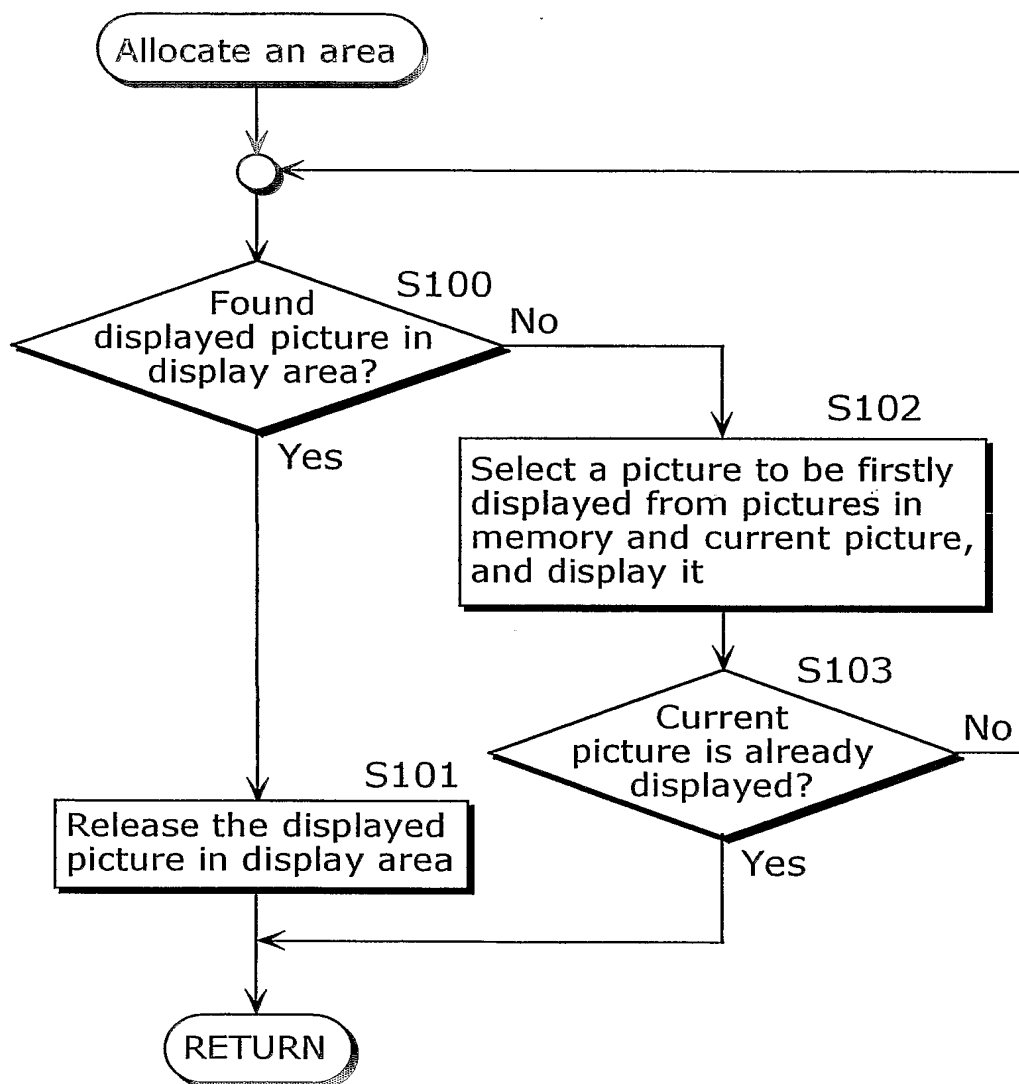 Allocate an area
S100
Found
displayed picture in
display area?
No
Yes
S102
Select a picture to be firstly
displayed from pictures in
memory and current picture,
and display it
S103
Current
picture is already
displayed?
No
Yes
S101
Release the displayed
picture in display area
RETURN